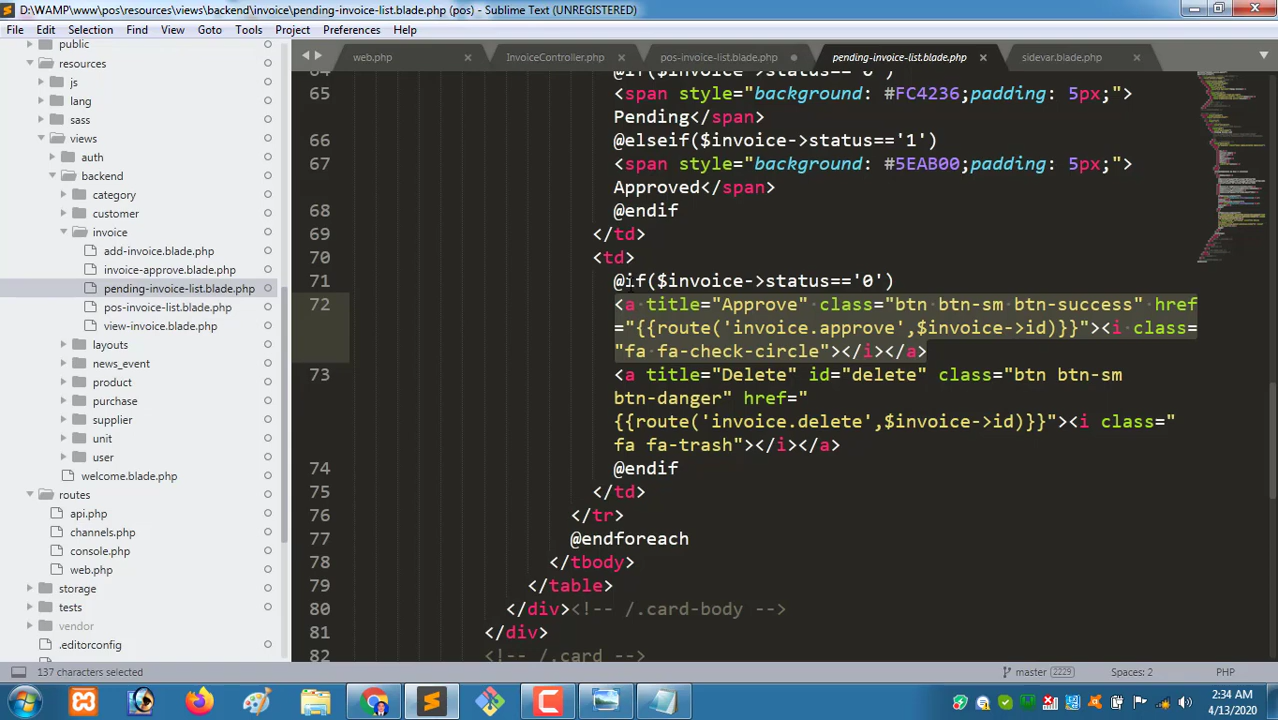 D:\WAMP\www\pos\resources\views\backend\invoice\pending-invoice-list.blade.php (pos) - Sublime Text (UNREGISTERED)
File Edit Selection Find View Goto Tools Project Preferences Help
web.php InvoiceController.php pos-invoice-list.blade.php pending-invoice-list.blade.php sidevar.blade.php
public
resources
js
lang
sass
views
auth
backend
category
customer
invoice
add-invoice.blade.php
invoice-approve.blade.php
pending-invoice-list.blade.php
pos-invoice-list.blade.php
view-invoice.blade.php
layouts
news_event
product
purchase
supplier
unit
user
welcome.blade.php
routes
api.php
channels.php
console.php
web.php
storage
tests
vendor
.editorconfig
64 @if($invoice->status=='0')
65 <span style="background: #FC4236;padding: 5px;">
Pending</span>
66 @elseif($invoice->status=='1')
67 <span style="background: #5EAB00;padding: 5px;">
Approved</span>
68 @endif
69 </td>
70 <td>
71 @if($invoice->status=='0')
72 <a title="Approve" class="btn btn-sm btn-success" href
="{{route('invoice.approve',$invoice->id)}}"><i class=
"fa fa-check-circle"></i></a>
73 <a title="Delete" id="delete" class="btn btn-sm
btn-danger" href="
{{route('invoice.delete',$invoice->id)}}"><i class="
fa fa-trash"></i></a>
74 @endif
75 </td>
76 </tr>
77 @endforeach
78 </tbody>
79 </table>
80 </div><!-- /.card-body -->
81 </div>
82 <!-- /.card -->
137 characters selected master 2229 Spaces: 2 PHP
2:34 AM
4/13/2020